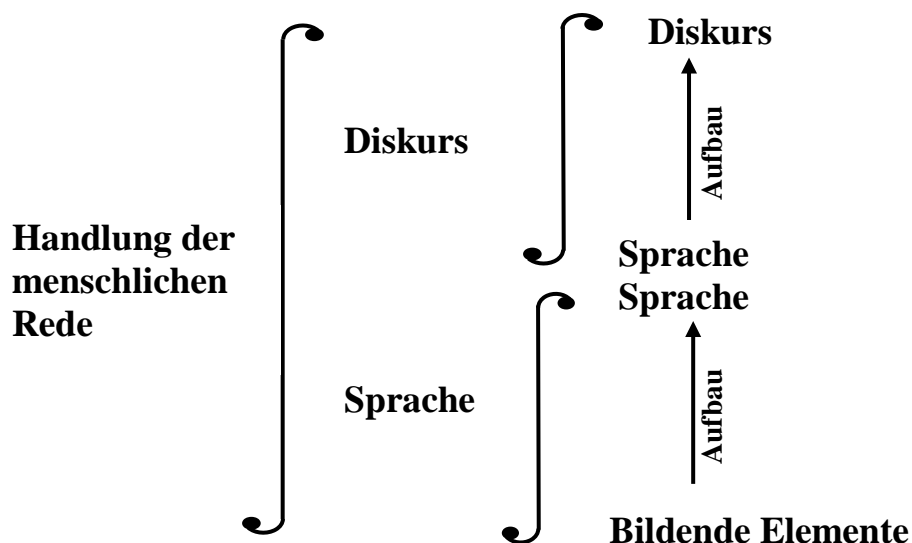 Diskurs
Aufbau
Diskurs
Handlung der
menschlichen
Rede
Sprache
Sprache
Sprache
Aufbau
Bildende Elemente